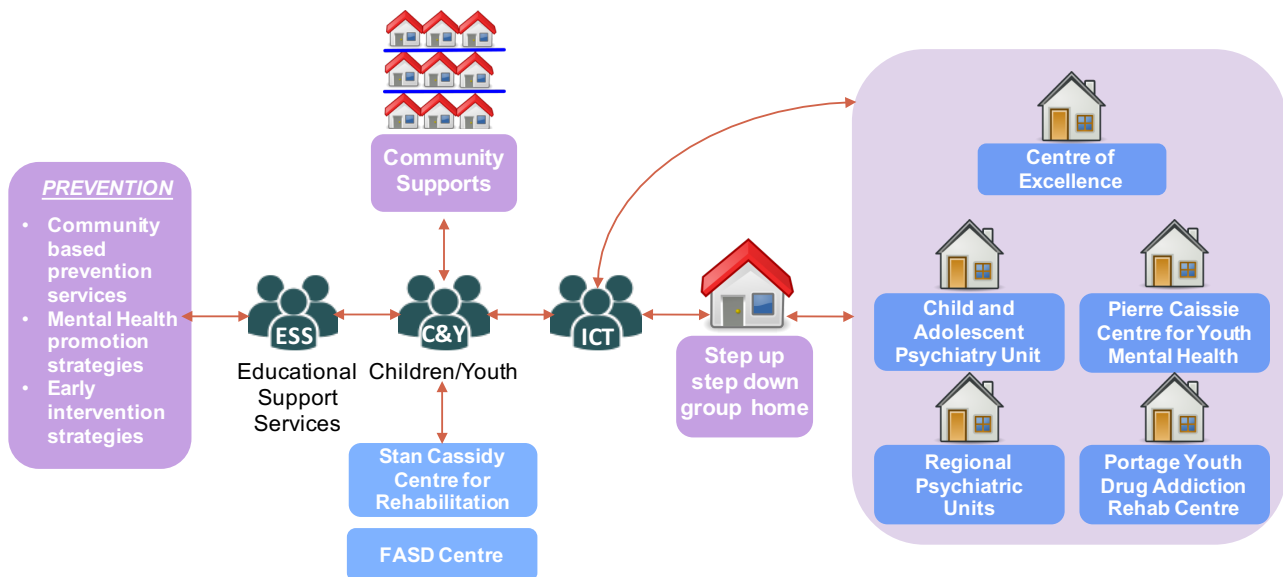 PREVENTION
• Community
based
prevention
services
• Mental Health
promotion
strategies
• Early
intervention
strategies
Community
Supports
ESS
Educational
Support
Services
C&Y
Children/Youth
ICT
Stan Cassidy
Centre for
Rehabilitation
FASD Centre
Step up
step down
group home
Centre of
Excellence
Child and
Adolescent
Psychiatry Unit
Pierre Caissie
Centre for Youth
Mental Health
Regional
Psychiatric
Units
Portage Youth
Drug Addiction
Rehab Centre